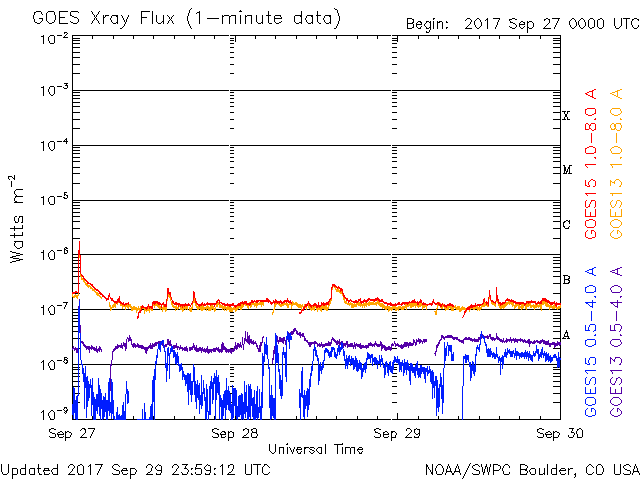 GOES Xray Flux (1-minute data)
Begin: 2017 Sep 27 0000 UTC
10-2
10-3
10-4
10-5
10-6
10-7
10-8
10-9
Watts m-2
X
M
C
B
A
GOES15 1.0-8.0 A
GOES13 1.0-8.0 A
GOES15 0.5-4.0 A
GOES13 0.5-4.0 A
Sep 27
Sep 28
Sep 29
Sep 30
Universal Time
Updated 2017 Sep 29 23:59:12 UTC
NOAA/SWPC Boulder, CO USA